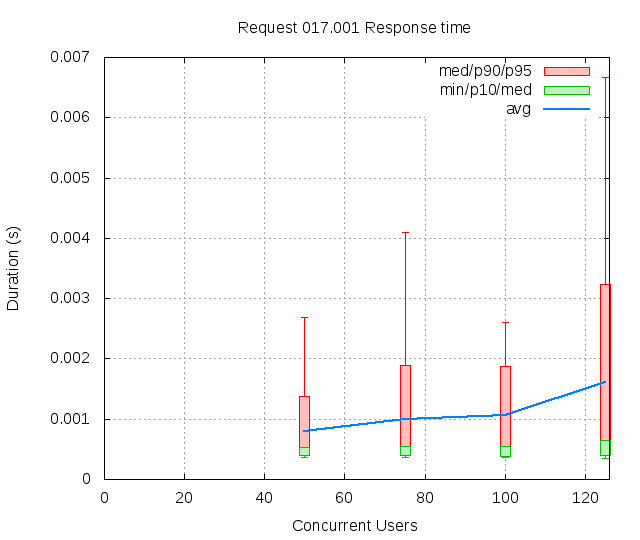 Request 017.001 Response time
med/p90/p95
min/p10/med
avg
0.007
0.006
0.005
0.004
0.003
0.002
0.001
0
Duration (s)
0 20 40 60 80 100 120
Concurrent Users